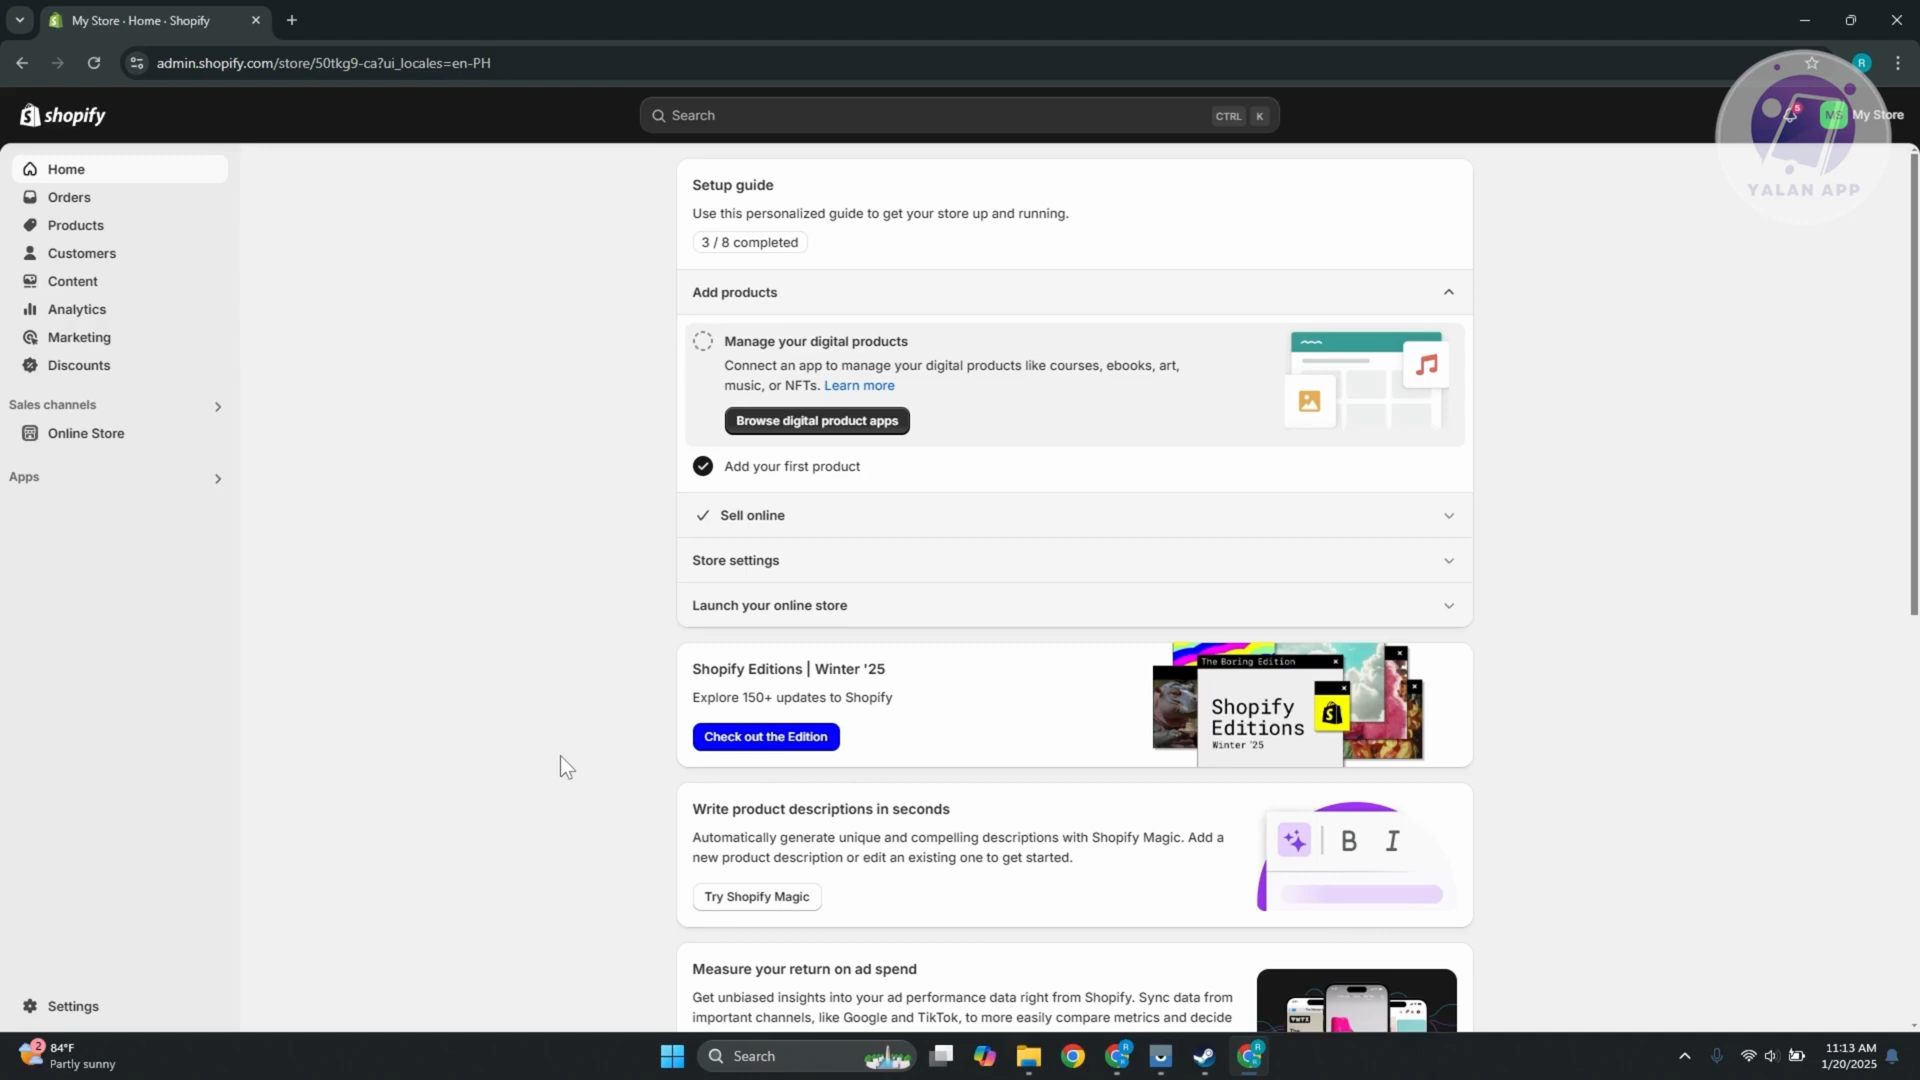 My Store · Home · Shopify
admin.shopify.com/store/50tkg9-ca?ui_locales=en-PH
R
shopify
Search
CTRL K
5
MS
My Store
YALAN APP
Home
Orders
Products
Customers
Content
Analytics
Marketing
Discounts
Sales channels
Online Store
Apps
Settings
Setup guide
Use this personalized guide to get your store up and running.
3 / 8 completed
Add products
Manage your digital products
Connect an app to manage your digital products like courses, ebooks, art,
music, or NFTs. Learn more
Browse digital product apps
Add your first product
Sell online
Store settings
Launch your online store
Shopify Editions | Winter '25
Explore 150+ updates to Shopify
Check out the Edition
The Boring Edition
Shopify
Editions
Winter '25
Write product descriptions in seconds
Automatically generate unique and compelling descriptions with Shopify Magic. Add a
new product description or edit an existing one to get started.
Try Shopify Magic
B I
Measure your return on ad spend
Get unbiased insights into your ad performance data right from Shopify. Sync data from
important channels, like Google and TikTok, to more easily compare metrics and decide
2
84°F
Partly sunny
Search
R
R
11:13 AM
1/20/2025